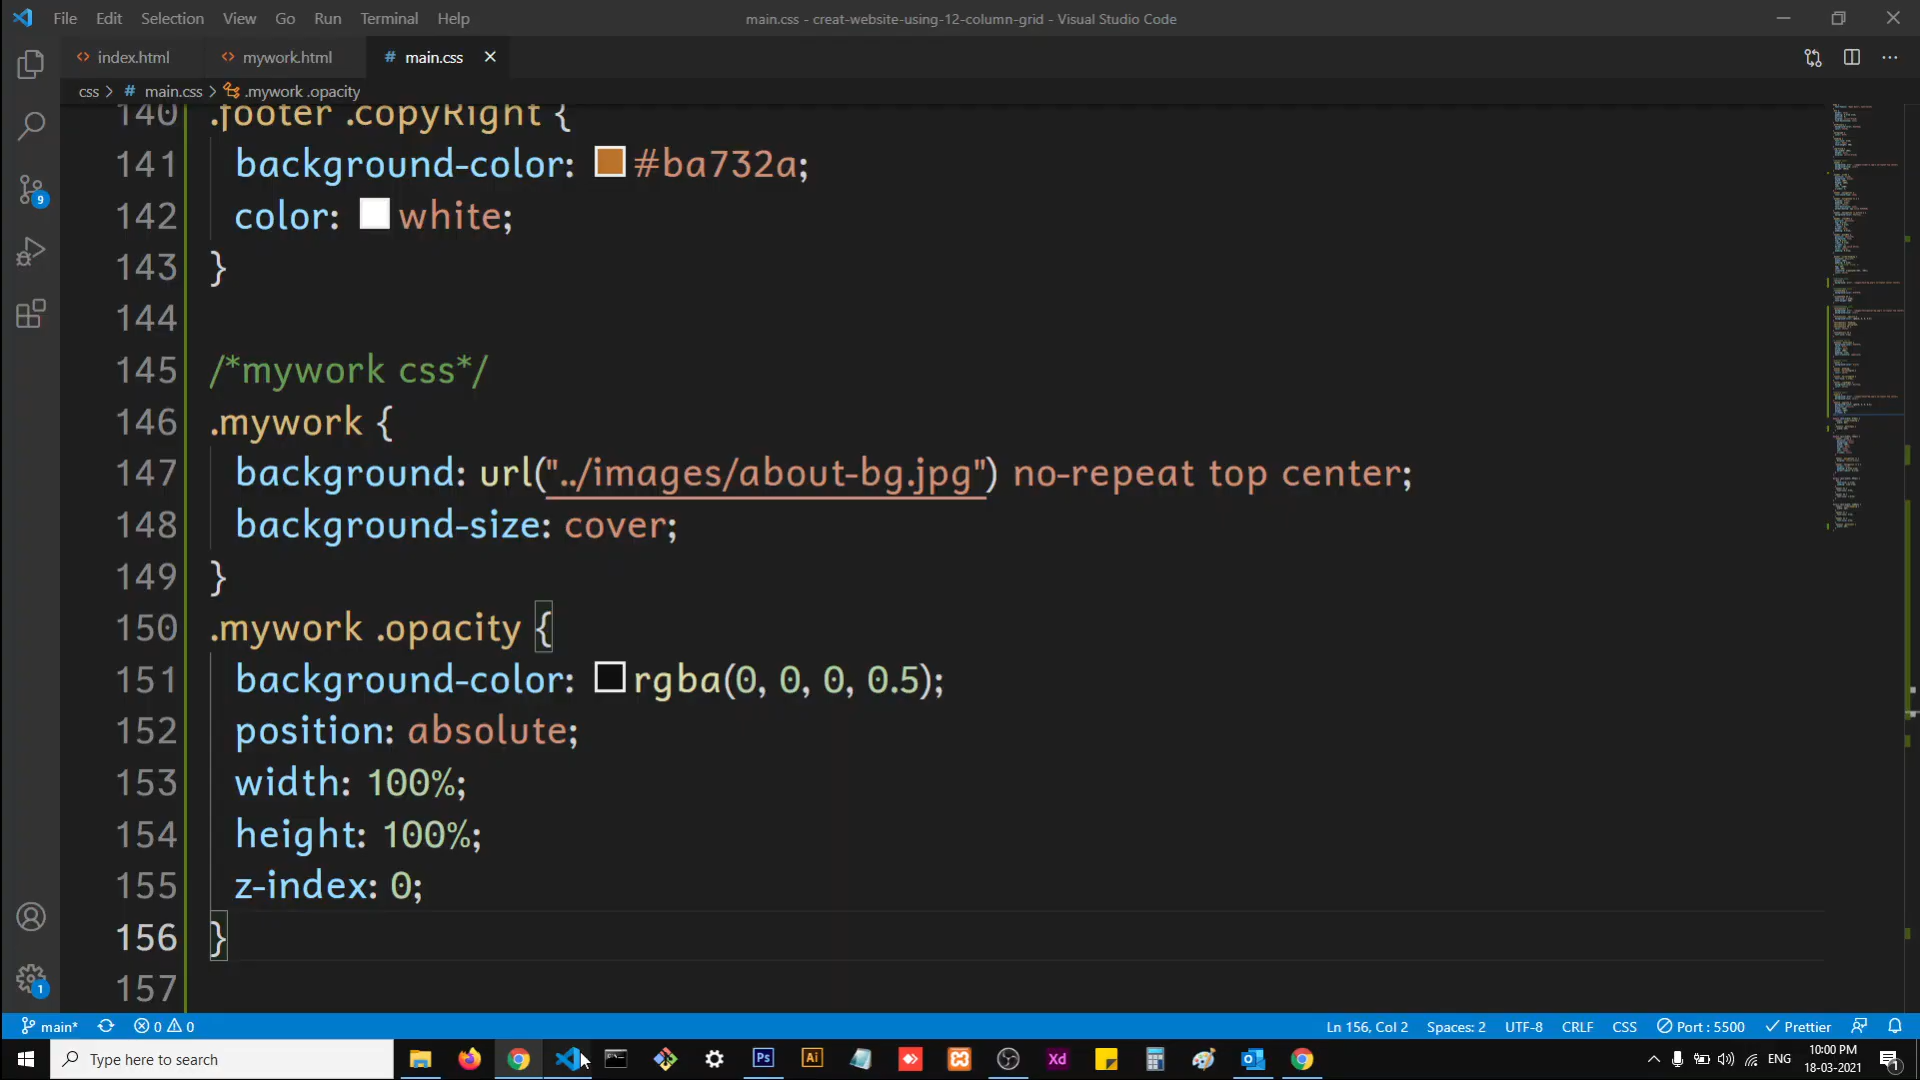 File Edit Selection View Go Run Terminal Help
main.css - creat-website-using-12-column-grid - Visual Studio Code
index.html mywork.html # main.css
css > # main.css > .mywork .opacity
140 .footer .copyRight {
141 background-color: #ba732a;
142 color: white;
143 }
144
145 /*mywork css*/
146 .mywork {
147 background: url("../images/about-bg.jpg") no-repeat top center;
148 background-size: cover;
149 }
150 .mywork .opacity {
151 background-color: rgba(0, 0, 0, 0.5);
152 position: absolute;
153 width: 100%;
154 height: 100%;
155 z-index: 0;
156 }
157
9
1
main* 0 0 Ln 156, Col 2 Spaces: 2 UTF-8 CRLF CSS Port : 5500 Prettier
Type here to search
Ps Ai Xd
ENG
10:00 PM
18-03-2021
1